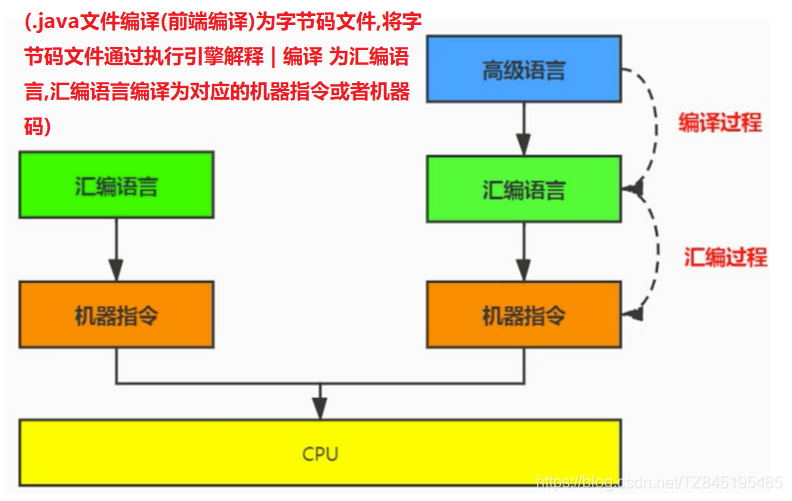 (.java文件编译(前端编译)为字节码文件,将字
节码文件通过执行引擎解释 | 编译 为汇编语
言,汇编语言编译为对应的机器指令或者机器
码)
高级语言
编译过程
汇编语言
汇编语言
汇编过程
机器指令
机器指令
CPU
https://blog.csdn.net/TZ845195485